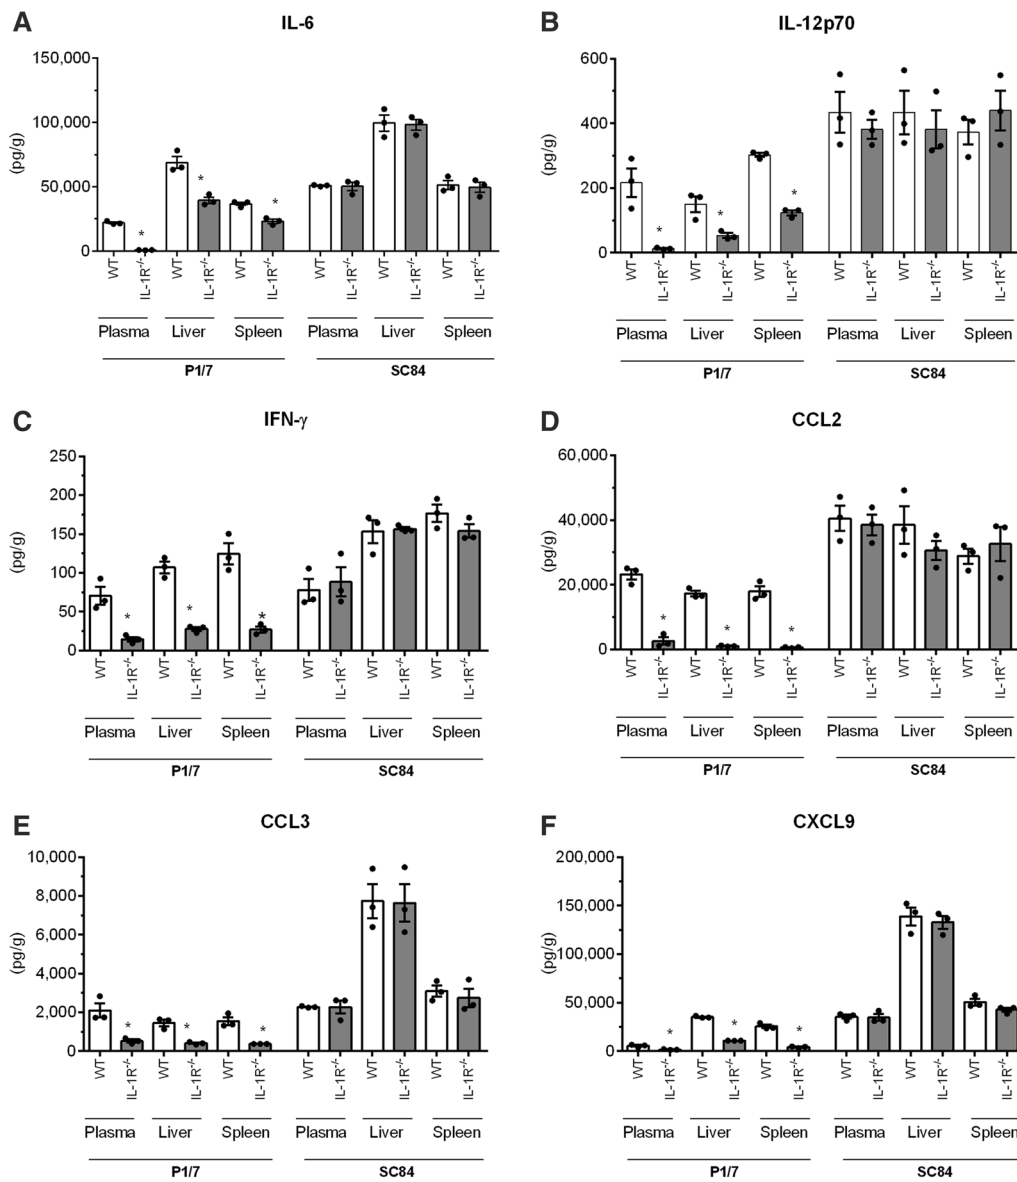 A
IL-6
150,000
100,000
50,000
0
(pg/g)
WT
IL-1R⁻/⁻
WT
IL-1R⁻/⁻
WT
IL-1R⁻/⁻
WT
IL-1R⁻/⁻
WT
IL-1R⁻/⁻
WT
IL-1R⁻/⁻
* * *
Plasma Liver Spleen Plasma Liver Spleen
P1/7 SC84
B
IL-12p70
600
400
200
0
(pg/g)
WT
IL-1R⁻/⁻
WT
IL-1R⁻/⁻
WT
IL-1R⁻/⁻
WT
IL-1R⁻/⁻
WT
IL-1R⁻/⁻
WT
IL-1R⁻/⁻
* * *
Plasma Liver Spleen Plasma Liver Spleen
P1/7 SC84
C
IFN-γ
250
200
150
100
50
0
(pg/g)
WT
IL-1R⁻/⁻
WT
IL-1R⁻/⁻
WT
IL-1R⁻/⁻
WT
IL-1R⁻/⁻
WT
IL-1R⁻/⁻
WT
IL-1R⁻/⁻
* * *
Plasma Liver Spleen Plasma Liver Spleen
P1/7 SC84
D
CCL2
60,000
40,000
20,000
0
(pg/g)
WT
IL-1R⁻/⁻
WT
IL-1R⁻/⁻
WT
IL-1R⁻/⁻
WT
IL-1R⁻/⁻
WT
IL-1R⁻/⁻
WT
IL-1R⁻/⁻
* * *
Plasma Liver Spleen Plasma Liver Spleen
P1/7 SC84
E
CCL3
10,000
8,000
6,000
4,000
2,000
0
(pg/g)
WT
IL-1R⁻/⁻
WT
IL-1R⁻/⁻
WT
IL-1R⁻/⁻
WT
IL-1R⁻/⁻
WT
IL-1R⁻/⁻
WT
IL-1R⁻/⁻
* * *
Plasma Liver Spleen Plasma Liver Spleen
P1/7 SC84
F
CXCL9
200,000
150,000
100,000
50,000
0
(pg/g)
WT
IL-1R⁻/⁻
WT
IL-1R⁻/⁻
WT
IL-1R⁻/⁻
WT
IL-1R⁻/⁻
WT
IL-1R⁻/⁻
WT
IL-1R⁻/⁻
* * *
Plasma Liver Spleen Plasma Liver Spleen
P1/7 SC84